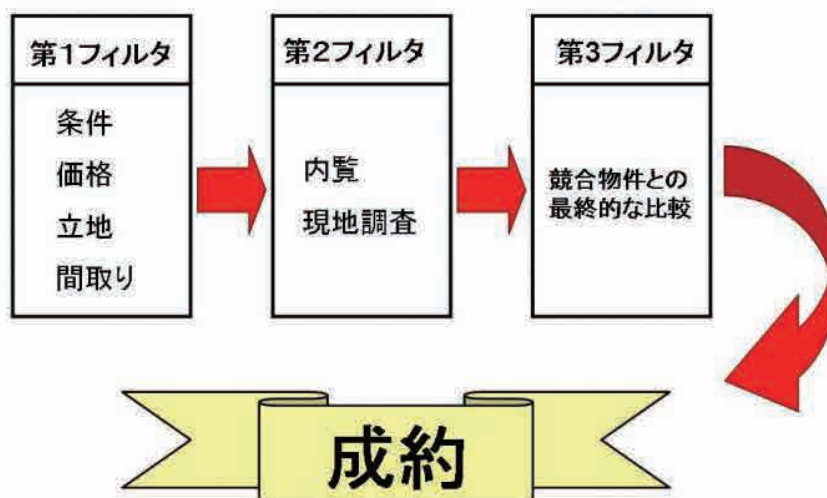 第1フィルタ
条件
価格
立地
間取り
第2フィルタ
内覧
現地調査
第3フィルタ
競合物件との
最終的な比較
成約